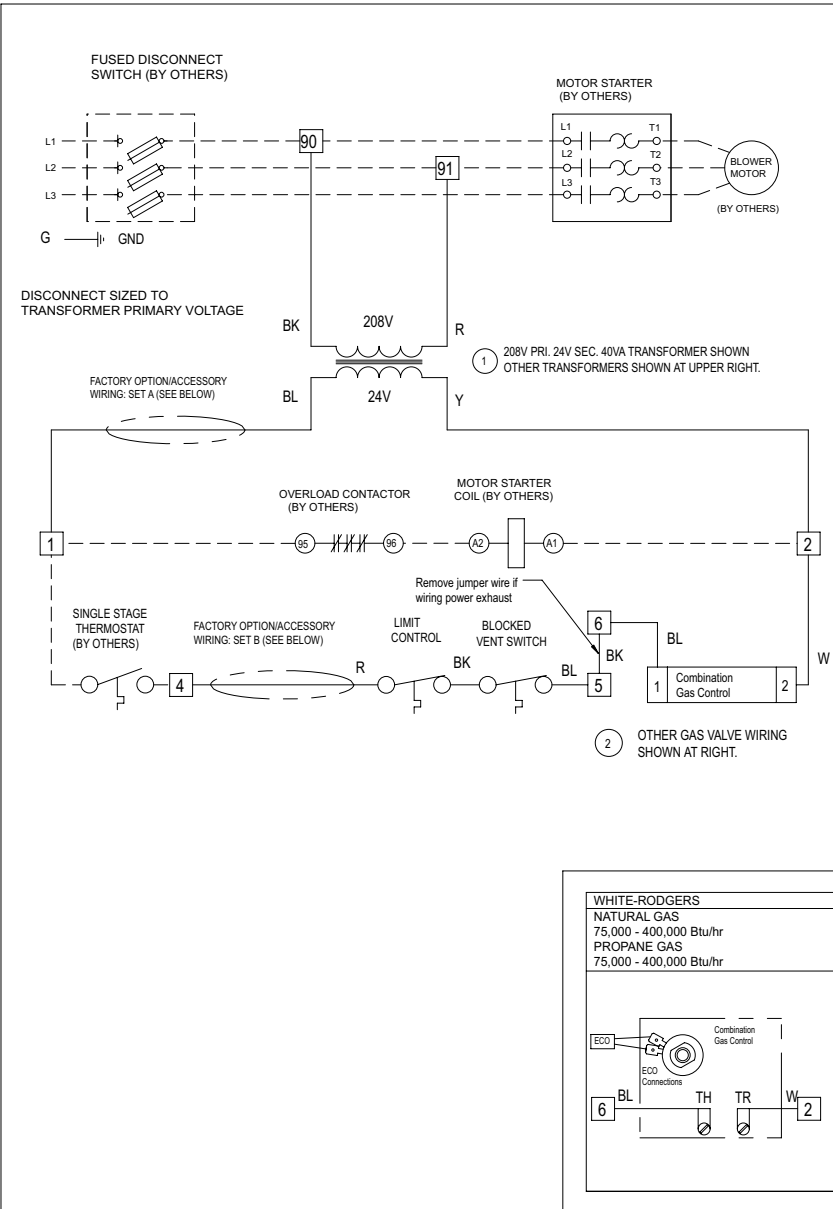 FUSED DISCONNECT
SWITCH (BY OTHERS)
MOTOR STARTER
(BY OTHERS)
L1
L2
L3
90
91
L1
T1
L2
T2
L3
T3
BLOWER
MOTOR
(BY OTHERS)
G
GND
DISCONNECT SIZED TO
TRANSFORMER PRIMARY VOLTAGE
BK
208V
R
1
208V PRI. 24V SEC. 40VA TRANSFORMER SHOWN
OTHER TRANSFORMERS SHOWN AT UPPER RIGHT.
FACTORY OPTION/ACCESSORY
WIRING: SET A (SEE BELOW)
BL
24V
Y
OVERLOAD CONTACTOR
(BY OTHERS)
MOTOR STARTER
COIL (BY OTHERS)
1
95
96
A2
A1
2
Remove jumper wire if
wiring power exhaust
SINGLE STAGE
THERMOSTAT
(BY OTHERS)
FACTORY OPTION/ACCESSORY
WIRING: SET B (SEE BELOW)
LIMIT
CONTROL
BLOCKED
VENT SWITCH
6
BL
W
4
R
BK
BL
BK
5
1
Combination
Gas Control
2
2
OTHER GAS VALVE WIRING
SHOWN AT RIGHT.
WHITE-RODGERS
NATURAL GAS
75,000 - 400,000 Btu/hr
PROPANE GAS
75,000 - 400,000 Btu/hr
Combination
Gas Control
ECO
ECO
Connections
6
BL
TH
TR
W
2